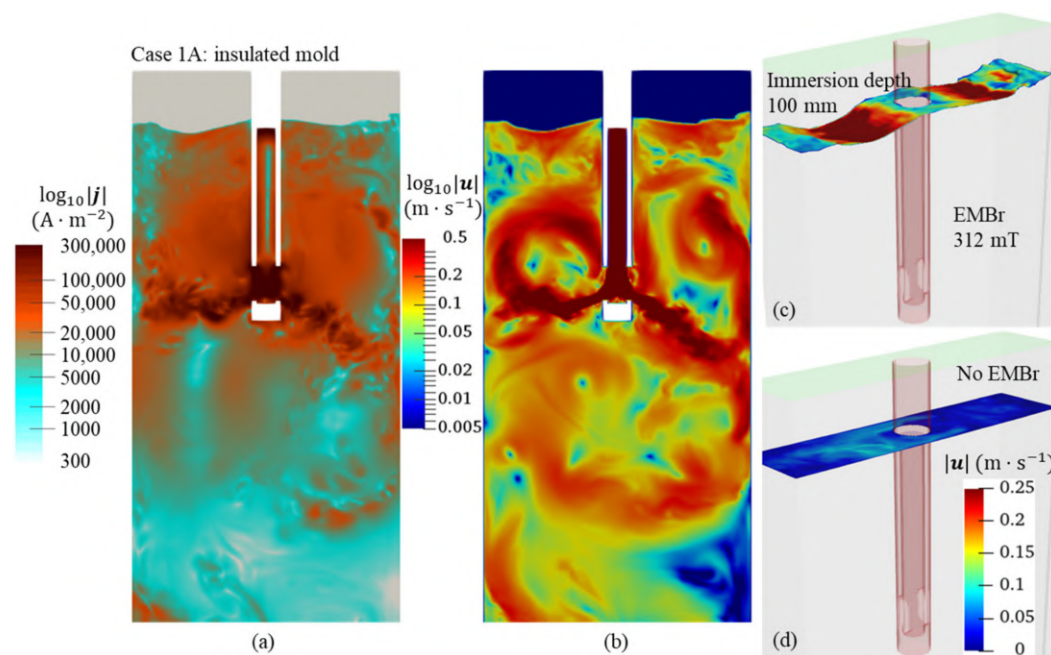 Case 1A: insulated mold
log₁₀|j|
(A · m⁻²)
300,000
100,000
50,000
20,000
10,000
5000
2000
1000
300
(a)
log₁₀|u|
(m · s⁻¹)
0.5
0.2
0.1
0.05
0.02
0.01
0.005
(b)
Immersion depth
100 mm
EMBr
312 mT
(c)
No EMBr
|u| (m · s⁻¹)
0.25
0.2
0.15
0.1
0.05
0
(d)